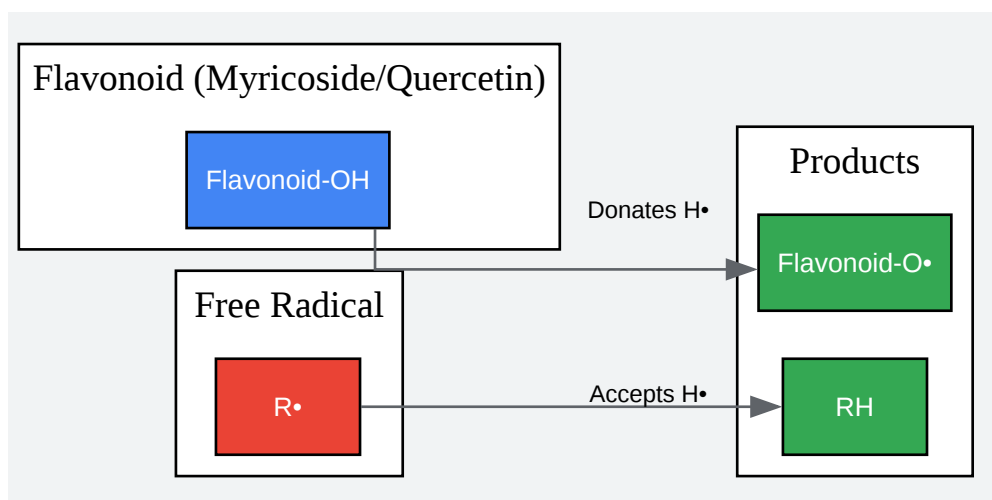 Flavonoid (Myricoside/Quercetin)
Flavonoid-OH
Donates H•
Products
Flavonoid-O•
Free Radical
R•
Accepts H•
RH